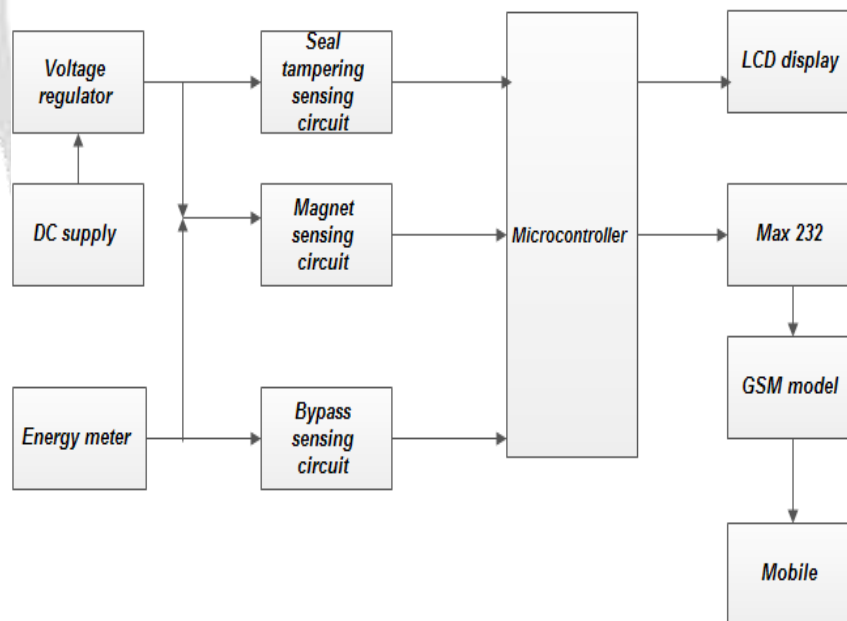 Voltage
regulator
Seal
tampering
sensing
circuit
LCD display
DC supply
Magnet
sensing
circuit
Microcontroller
Max 232
GSM model
Energy meter
Bypass
sensing
circuit
Mobile